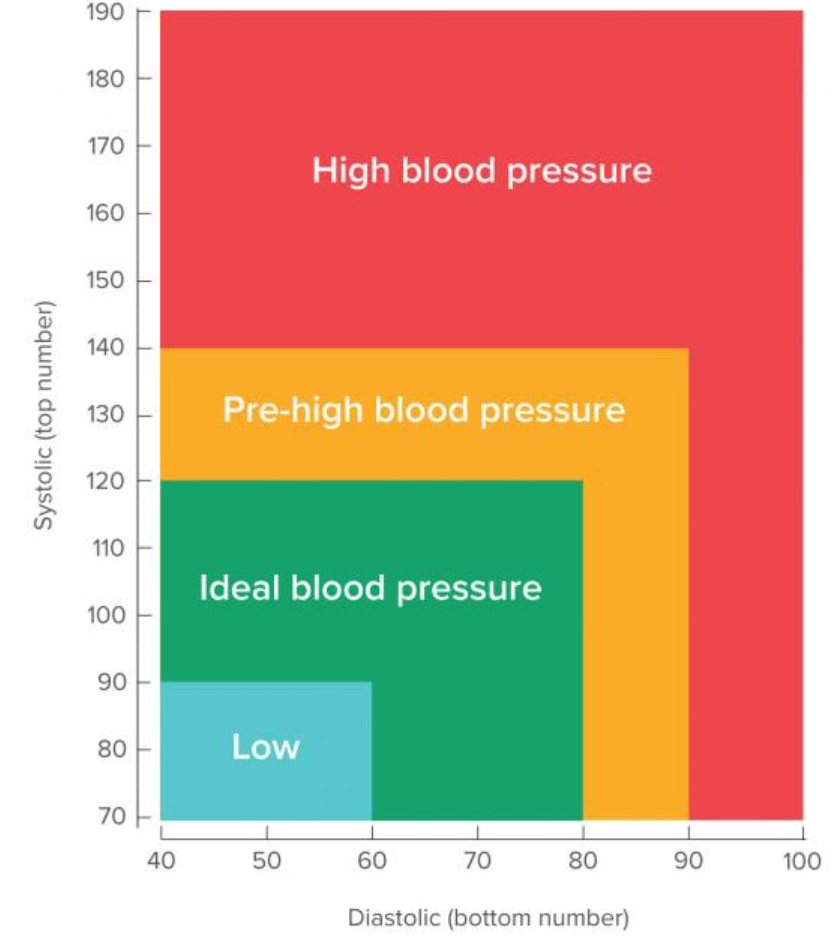 190
180
170
High blood pressure
160
150
140
Pre-high blood pressure
130
120
110
Ideal blood pressure
100
90
Low
80
70
Systolic (top number)
40 50 60 70 80 90 100
Diastolic (bottom number)